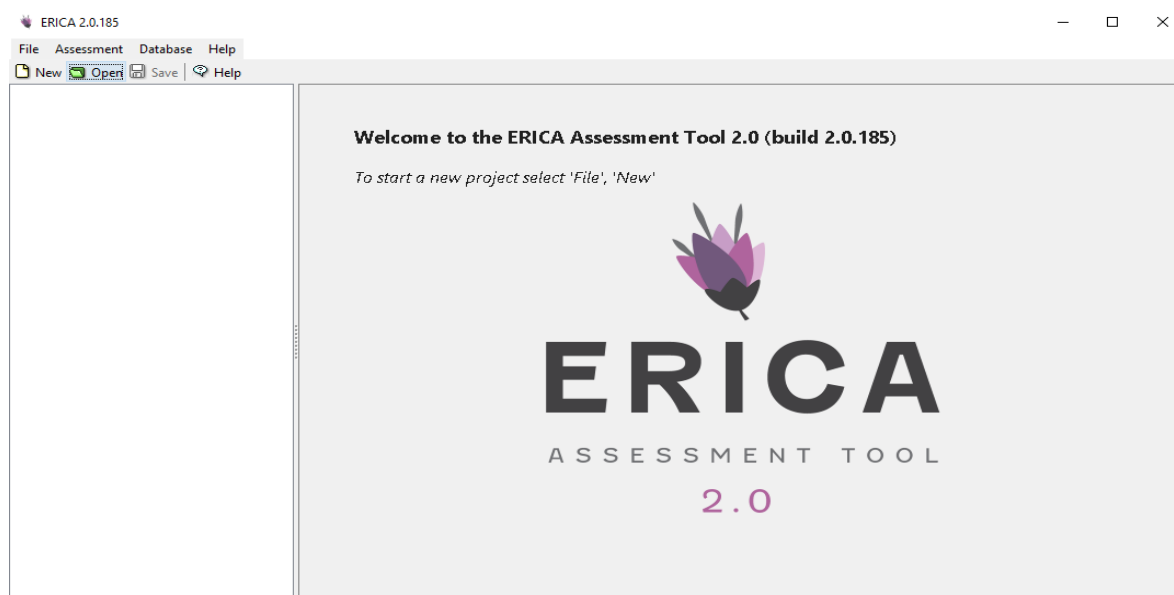 ERICA 2.0.185
File Assessment Database Help
New Open Save Help
Welcome to the ERICA Assessment Tool 2.0 (build 2.0.185)
To start a new project select 'File', 'New'
ERICA
ASSESSMENT TOOL
2.0